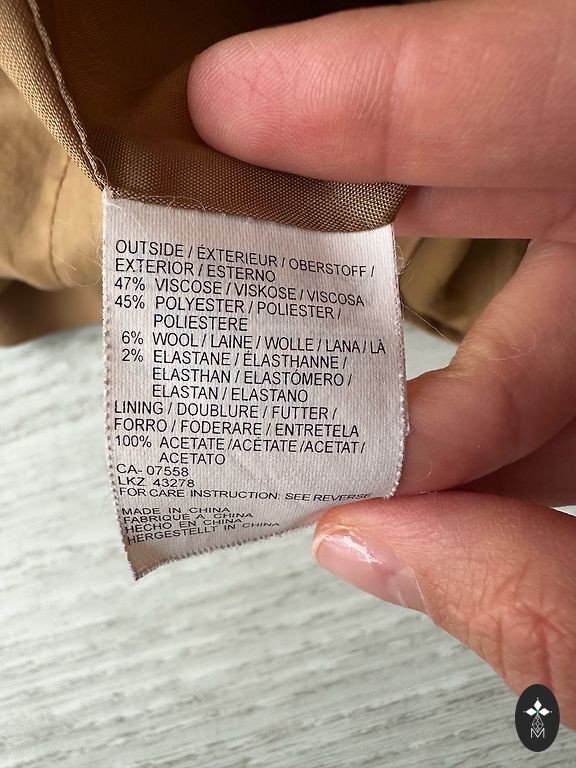 OUTSIDE / ÉXTERIEUR / OBERSTOFF /
EXTERIOR / ESTERNO
47% VISCOSE / VISKOSE / VISCOSA
45% POLYESTER / POLIESTER /
POLIESTERE
6% WOOL / LAINE / WOLLE / LANA / LÀ
2% ELASTANE / ÉLASTHANNE /
ELASTHAN / ELASTÓMERO /
ELASTAN / ELASTANO
LINING / DOUBLURE / FUTTER /
FORRO / FODERARE / ENTRETELA
100% ACETATE /ACÉTATE /ACETAT /
ACETATO
CA- 07558
LKZ 43278
FOR CARE INSTRUCTION: SEE REVERSE
MADE IN CHINA
FABRIQUÉ A CHINA
HECHO EN CHINA
HERGESTELLT IN CHINA
M